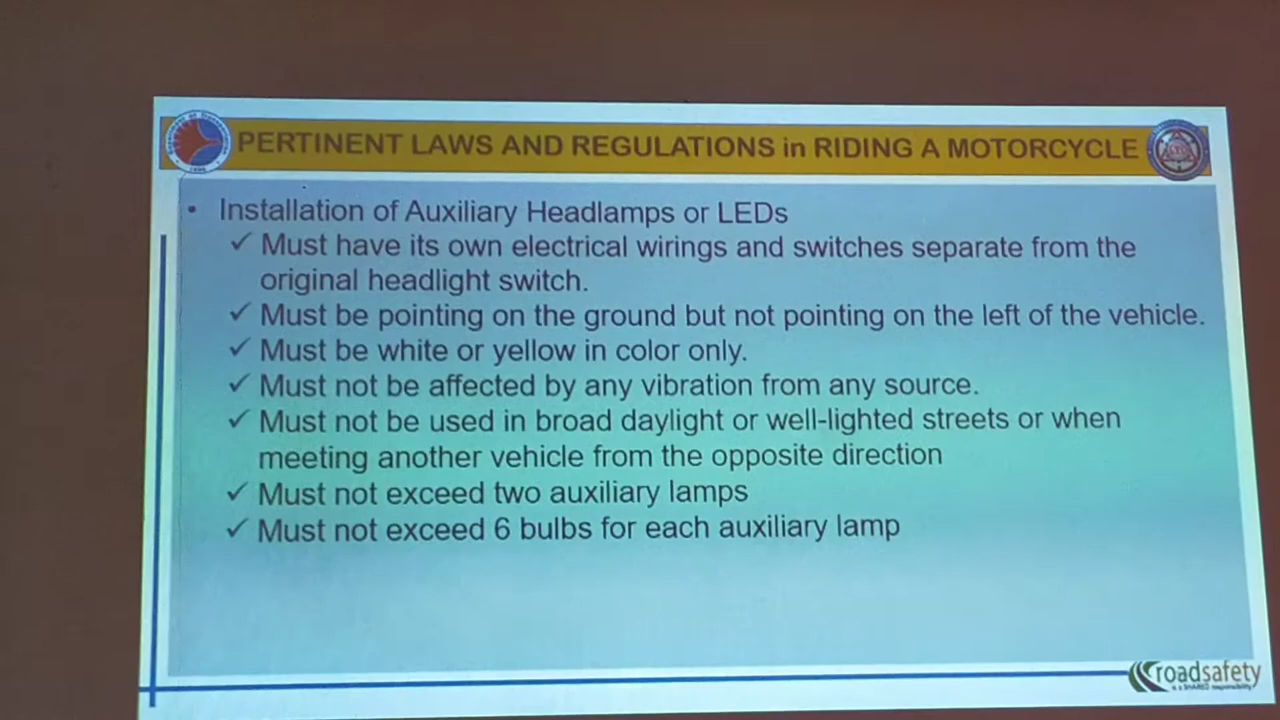 PERTINENT LAWS AND REGULATIONS in RIDING A MOTORCYCLE
• Installation of Auxiliary Headlamps or LEDs
✓ Must have its own electrical wirings and switches separate from the
original headlight switch.
✓ Must be pointing on the ground but not pointing on the left of the vehicle.
✓ Must be white or yellow in color only.
✓ Must not be affected by any vibration from any source.
✓ Must not be used in broad daylight or well-lighted streets or when
meeting another vehicle from the opposite direction
✓ Must not exceed two auxiliary lamps
✓ Must not exceed 6 bulbs for each auxiliary lamp
roadsafety
is a SHARED responsibility